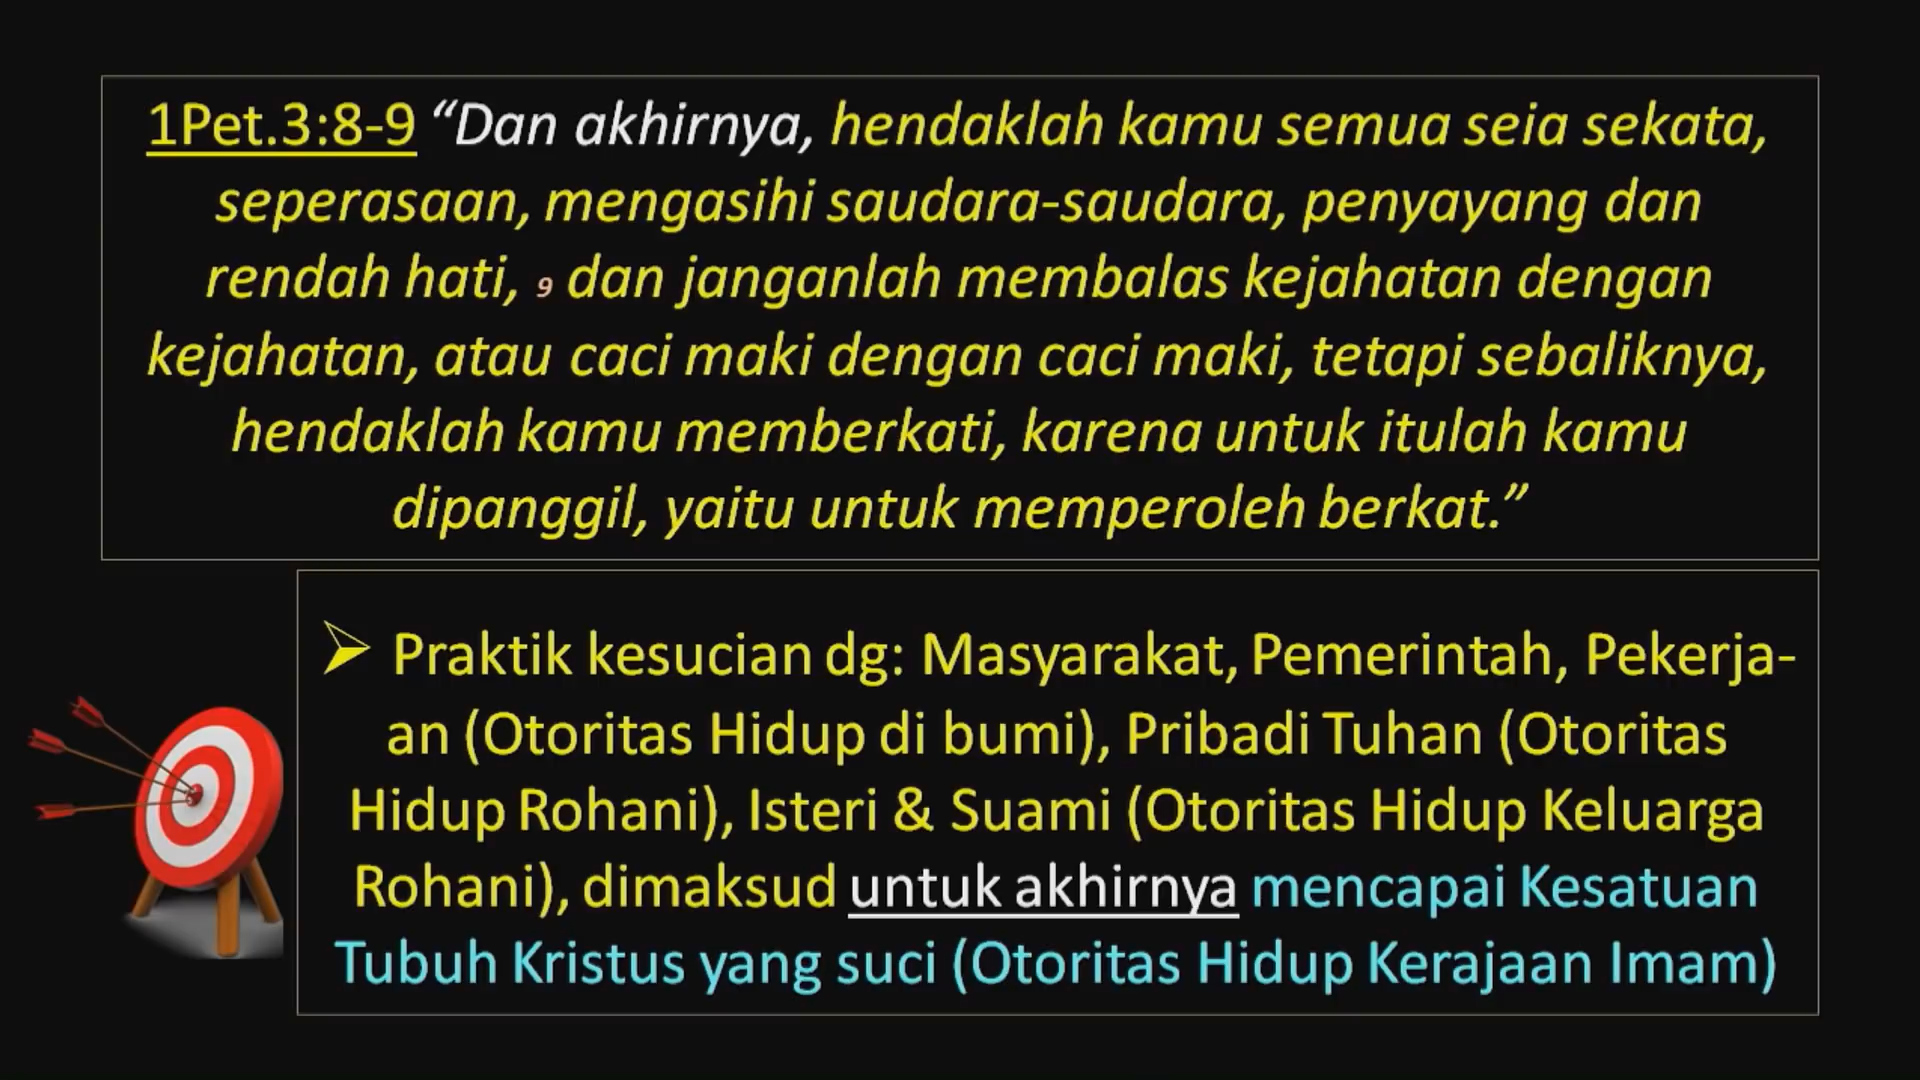 1Pet.3:8-9 “Dan akhirnya, hendaklah kamu semua seia sekata,
seperasaan, mengasihi saudara-saudara, penyayang dan
rendah hati, 9 dan janganlah membalas kejahatan dengan
kejahatan, atau caci maki dengan caci maki, tetapi sebaliknya,
hendaklah kamu memberkati, karena untuk itulah kamu
dipanggil, yaitu untuk memperoleh berkat.”
➢ Praktik kesucian dg: Masyarakat, Pemerintah, Pekerja-
an (Otoritas Hidup di bumi), Pribadi Tuhan (Otoritas
Hidup Rohani), Isteri & Suami (Otoritas Hidup Keluarga
Rohani), dimaksud untuk akhirnya mencapai Kesatuan
Tubuh Kristus yang suci (Otoritas Hidup Kerajaan Imam)